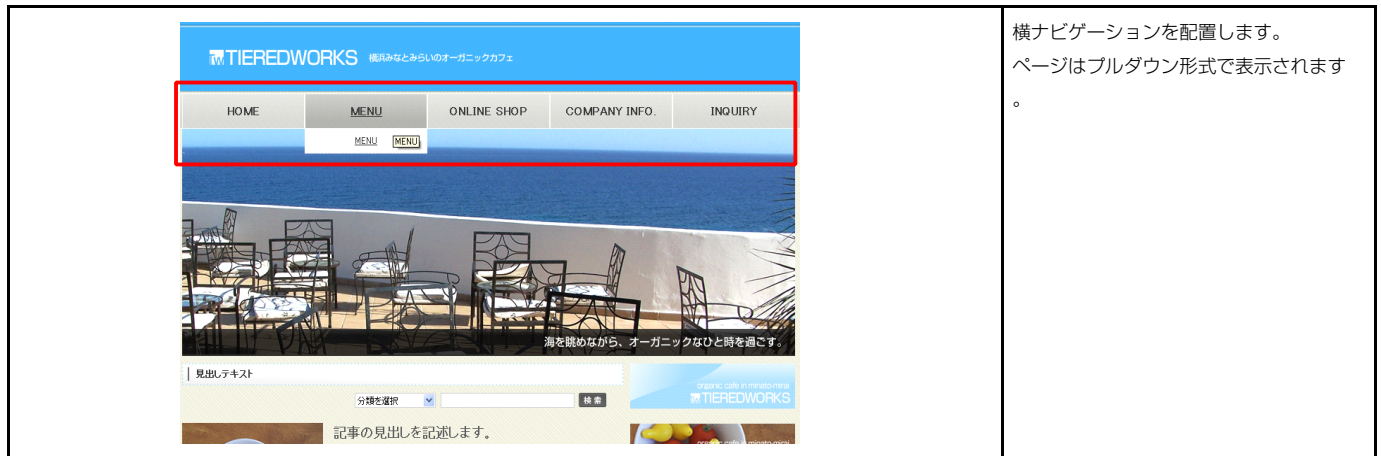 TIEREDWORKS 横浜みなとみらいのオーガニックカフェ
HOME MENU ONLINE SHOP COMPANY INFO. INQUIRY
MENU MENU
海を眺めながら、オーガニックなひと時を過ごす。
見出しテキスト
分類を選択 検索
organic cafe in minato-mirai
TIEREDWORKS
記事の見出しを記述します。
organic cafe in minato-mirai
横ナビゲーションを配置します。
ページはプルダウン形式で表示されます
。